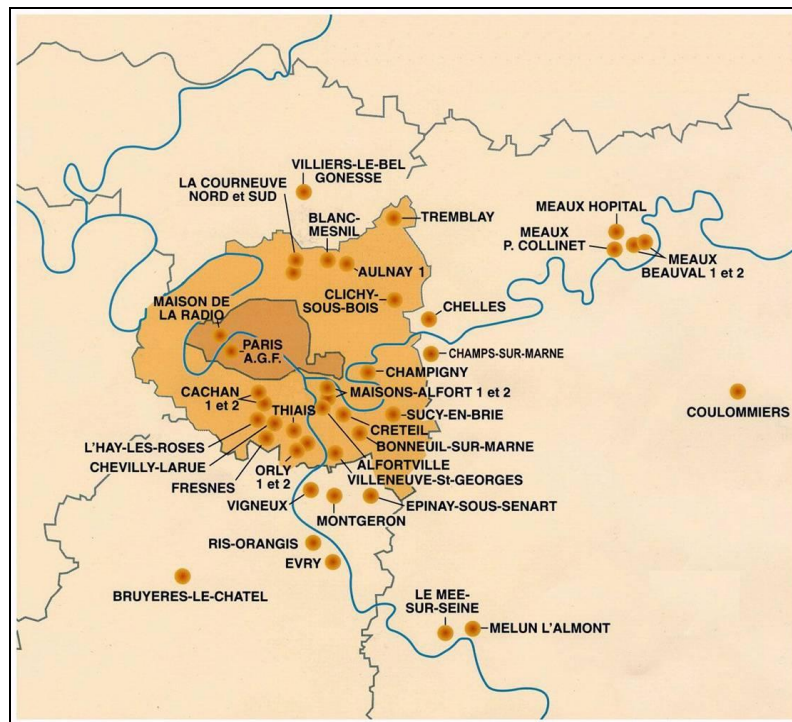 VILLIERS-LE-BEL
GONESSE
LA COURNEUVE
NORD et SUD
BLANC-
MESNIL
TREMBLAY
MEAUX HOPITAL
MEAUX
P. COLLINET
MEAUX
BEAUVAL 1 et 2
AULNAY 1
CLICHY-
SOUS-BOIS
CHELLES
MAISON DE
LA RADIO
PARIS
A.G.F.
CHAMPS-SUR-MARNE
CHAMPIGNY
MAISONS-ALFORT 1 et 2
CACHAN
1 et 2
THIAIS
SUCY-EN-BRIE
COULOMMIERS
CRETEIL
L'HAY-LES-ROSES
BONNEUIL-SUR-MARNE
CHEVILLY-LARUE
ALFORTVILLE
FRESNES
ORLY
1 et 2
VILLENEUVE-St-GEORGES
VIGNEUX
MONTGERON
EPINAY-SOUS-SENART
RIS-ORANGIS
EVRY
BRUYERES-LE-CHATEL
LE MEE-
SUR-SEINE
MELUN L'ALMONT